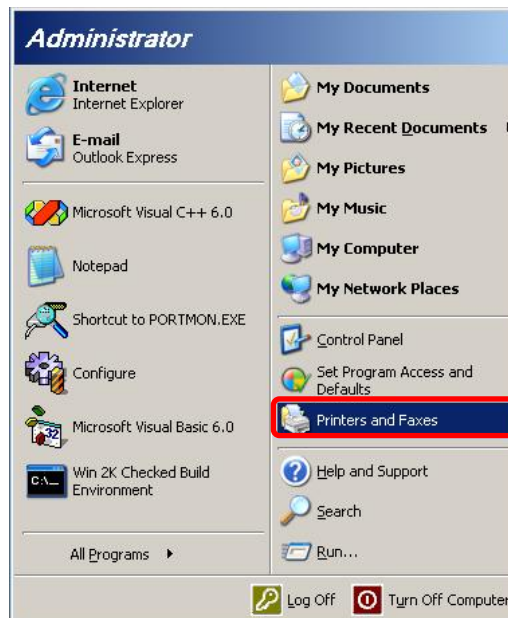 Administrator
Internet
Internet Explorer
E-mail
Outlook Express
Microsoft Visual C++ 6.0
Notepad
Shortcut to PORTMON.EXE
Configure
Microsoft Visual Basic 6.0
C:\_
Win 2K Checked Build
Environment
All Programs
My Documents
My Recent Documents
My Pictures
My Music
My Computer
My Network Places
Control Panel
Set Program Access and
Defaults
Printers and Faxes
Help and Support
Search
Run...
Log Off
Turn Off Computer